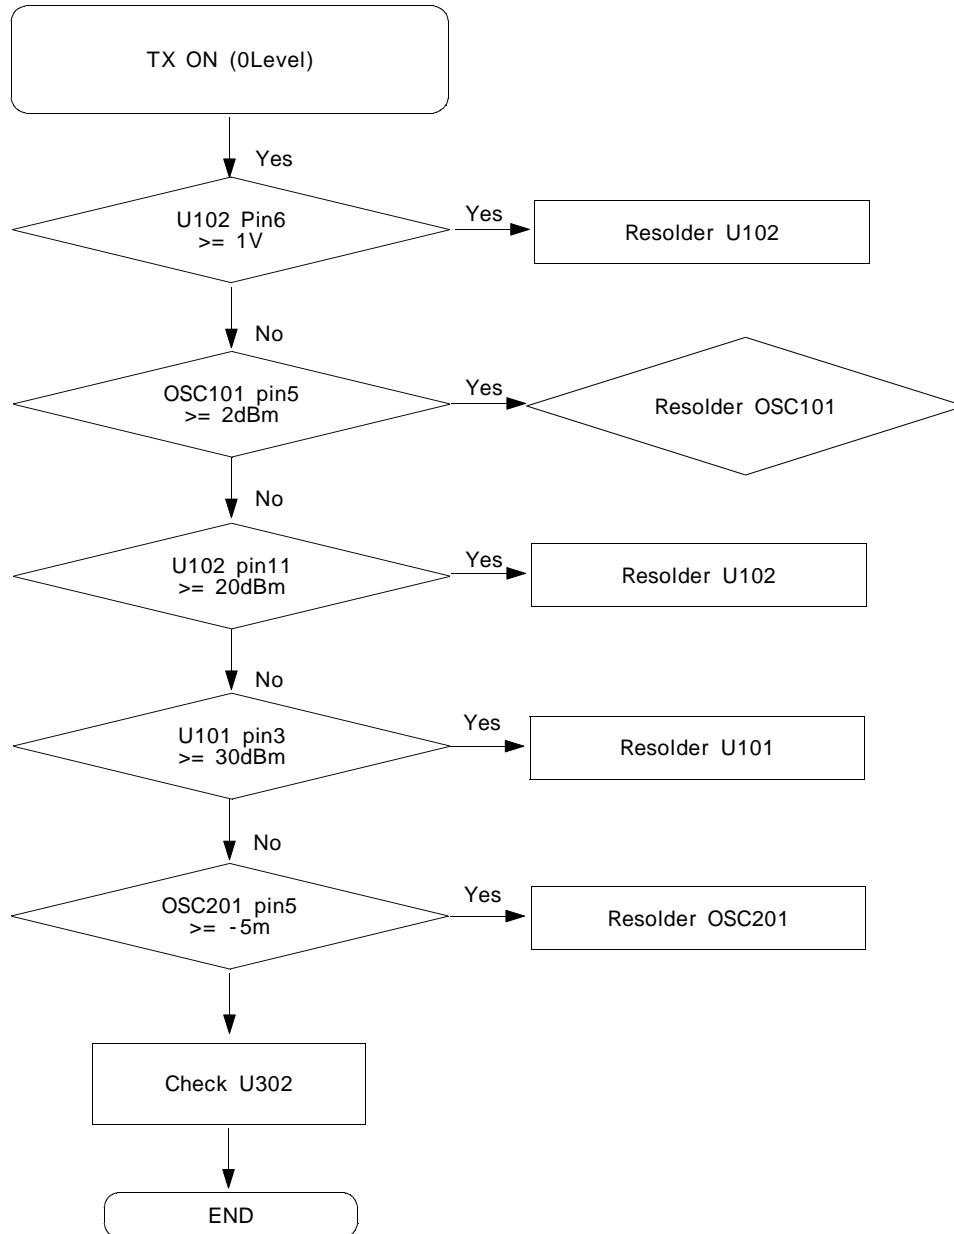 TX ON (0Level)
Yes
U102 Pin6
>= 1V
Yes
Resolder U102
No
OSC101 pin5
>= 2dBm
Yes
Resolder OSC101
No
U102 pin11
>= 20dBm
Yes
Resolder U102
No
U101 pin3
>= 30dBm
Yes
Resolder U101
No
OSC201 pin5
>= -5m
Yes
Resolder OSC201
Check U302
END